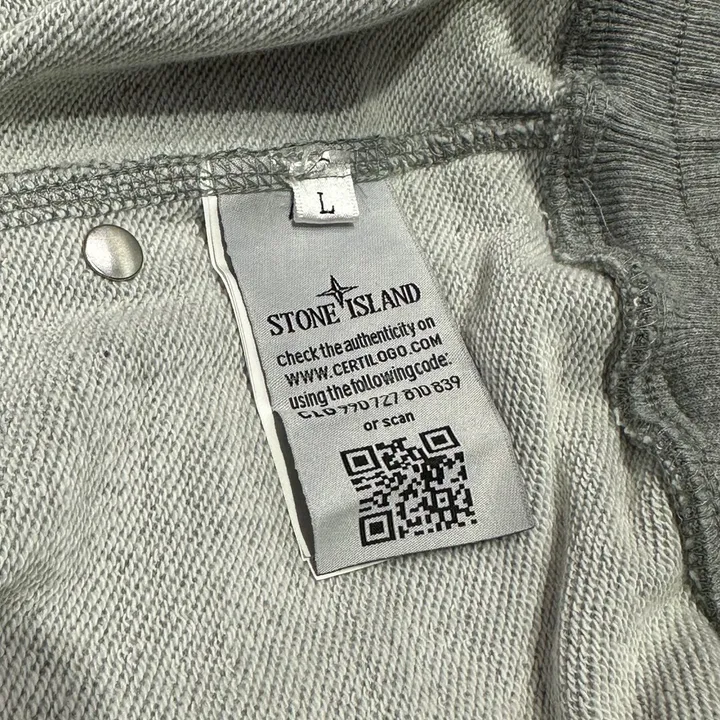 L
STONE ISLAND
Check the authenticity on
WWW.CERTILOGO.COM
using the following code:
CLG 990 727 810 839
or scan